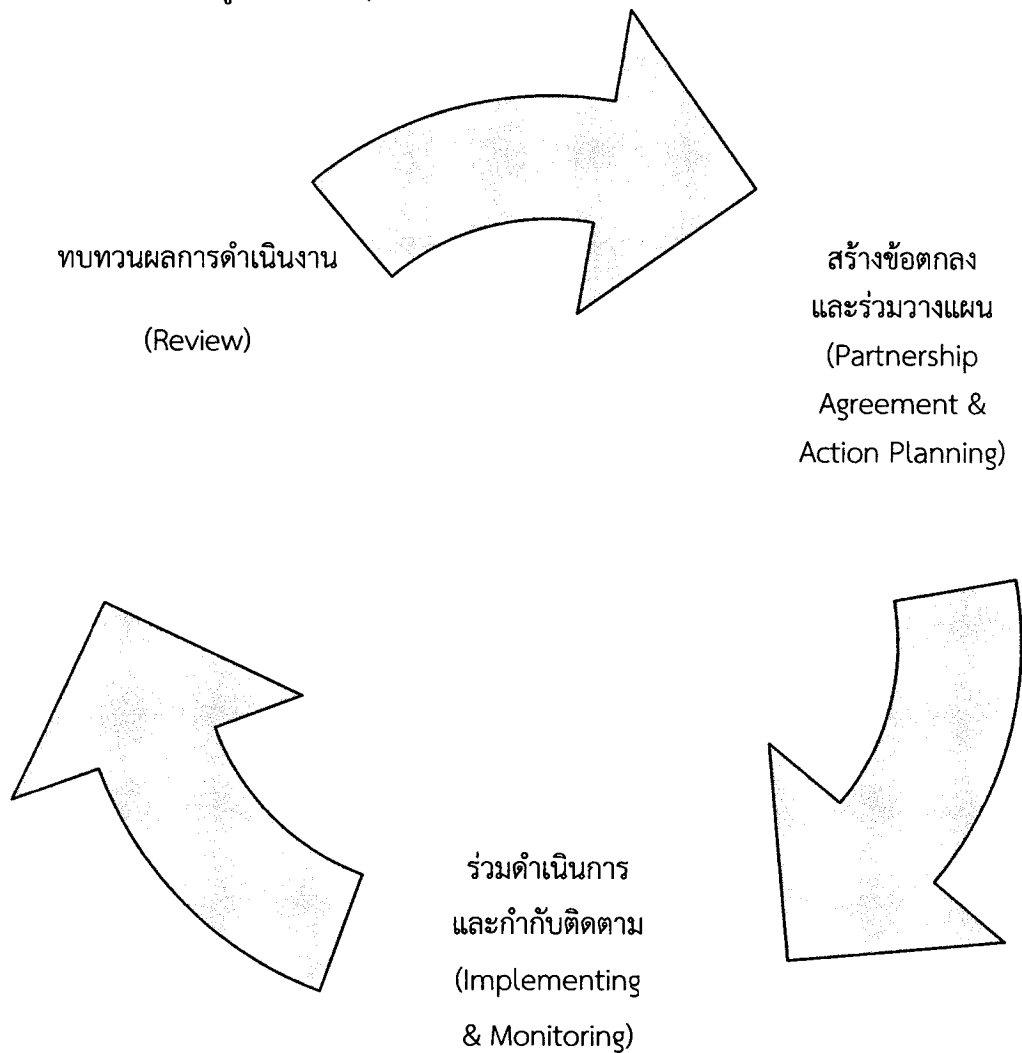 ทบทวนผลการดำเนินงาน
(Review)
สร้างข้อตกลง
และร่วมวางแผน
(Partnership
Agreement &
Action Planning)
ร่วมดำเนินการ
และกำกับติดตาม
(Implementing
& Monitoring)